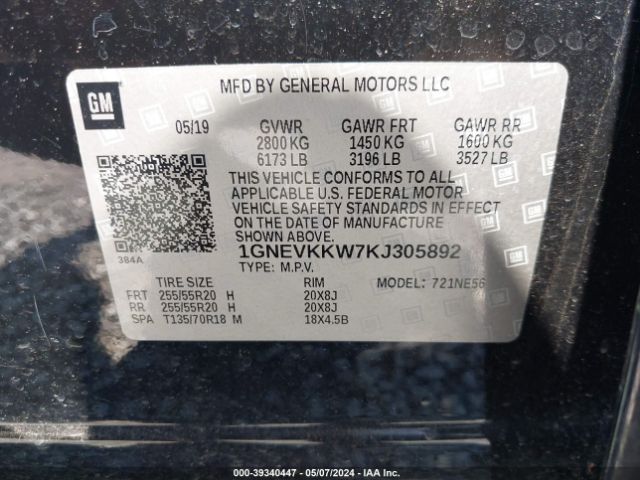 MFD BY GENERAL MOTORS LLC
GM
05/19 GVWR GAWR FRT GAWR RR
2800 KG 1450 KG 1600 KG
6173 LB 3196 LB 3527 LB
THIS VEHICLE CONFORMS TO ALL
APPLICABLE U.S. FEDERAL MOTOR
VEHICLE SAFETY STANDARDS IN EFFECT
ON THE DATE OF MANUFACTURE
SHOWN ABOVE.
384A
1GNEVKKW7KJ305892
TYPE: M.P.V.
TIRE SIZE RIM MODEL: 721NE56
FRT 255/55R20 H 20X8J
RR 255/55R20 H 20X8J
SPA T135/70R18 M 18X4.5B
000-39340447 - 05/07/2024 - IAA Inc.